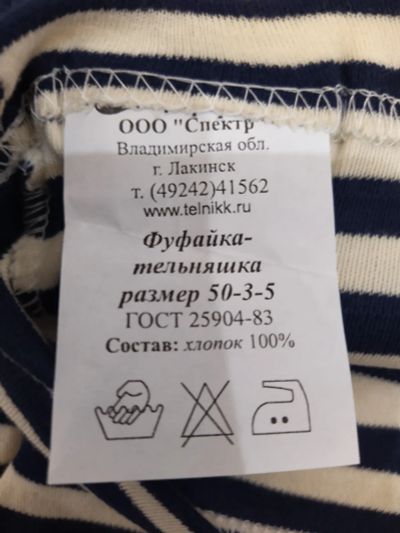 ООО "Спектр
Владимирская обл.
г. Лакинск
т. (49242)41562
www.telnikk.ru
Фуфайка-
тельняшка
размер 50-3-5
ГОСТ 25904-83
Состав: хлопок 100%